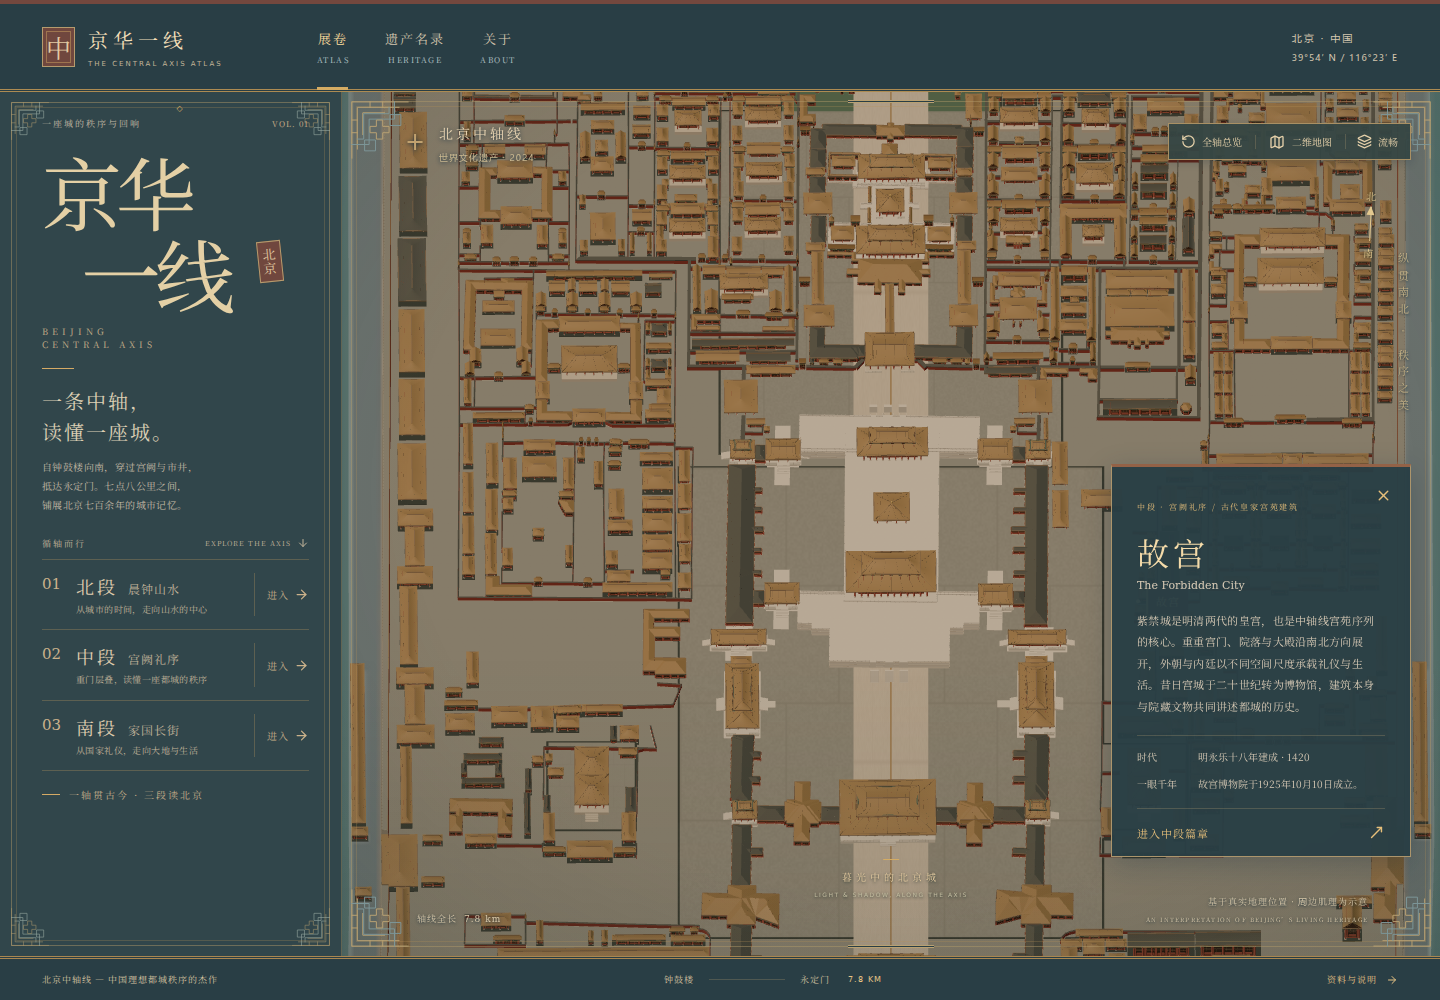 中
京华一线
THE CENTRAL AXIS ATLAS
展卷
ATLAS
遗产名录
HERITAGE
关于
ABOUT
北京 · 中国
39°54′ N / 116°23′ E
一座城的秩序与回响
VOL. 01
京华
一线
北京
BEIJING
CENTRAL AXIS
一条中轴，
读懂一座城。
自钟鼓楼向南，穿过宫阙与市井，
抵达永定门。七点八公里之间，
铺展北京七百余年的城市记忆。
循轴而行
EXPLORE THE AXIS
01 北段 晨钟山水
从城市的时间，走向山水的中心
进入
02 中段 宫阙礼序
重门层叠，读懂一座都城的秩序
进入
03 南段 家国长街
从国家礼仪，走向大地与生活
进入
一轴贯古今 · 三段读北京
北京中轴线
世界文化遗产 · 2024
全轴总览
二维地图
流畅
北
南
纵贯南北 · 秩序之美
中段 · 宫阙礼序 / 古代皇家宫苑建筑
故宫
The Forbidden City
紫禁城是明清两代的皇宫，也是中轴线宫苑序列
的核心。重重宫门、院落与大殿沿南北方向展
开，外朝与内廷以不同空间尺度承载礼仪与生
活。昔日宫城于二十世纪转为博物馆，建筑本身
与院藏文物共同讲述都城的历史。
时代 明永乐十八年建成 · 1420
一眼千年 故宫博物院于1925年10月10日成立。
进入中段篇章
暮光中的北京城
LIGHT & SHADOW, ALONG THE AXIS
轴线全长 7.8 km
基于真实地理位置 · 周边肌理为示意
AN INTERPRETATION OF BEIJING'S LIVING HERITAGE
北京中轴线 — 中国理想都城秩序的杰作
钟鼓楼
永定门
7.8 KM
资料与说明